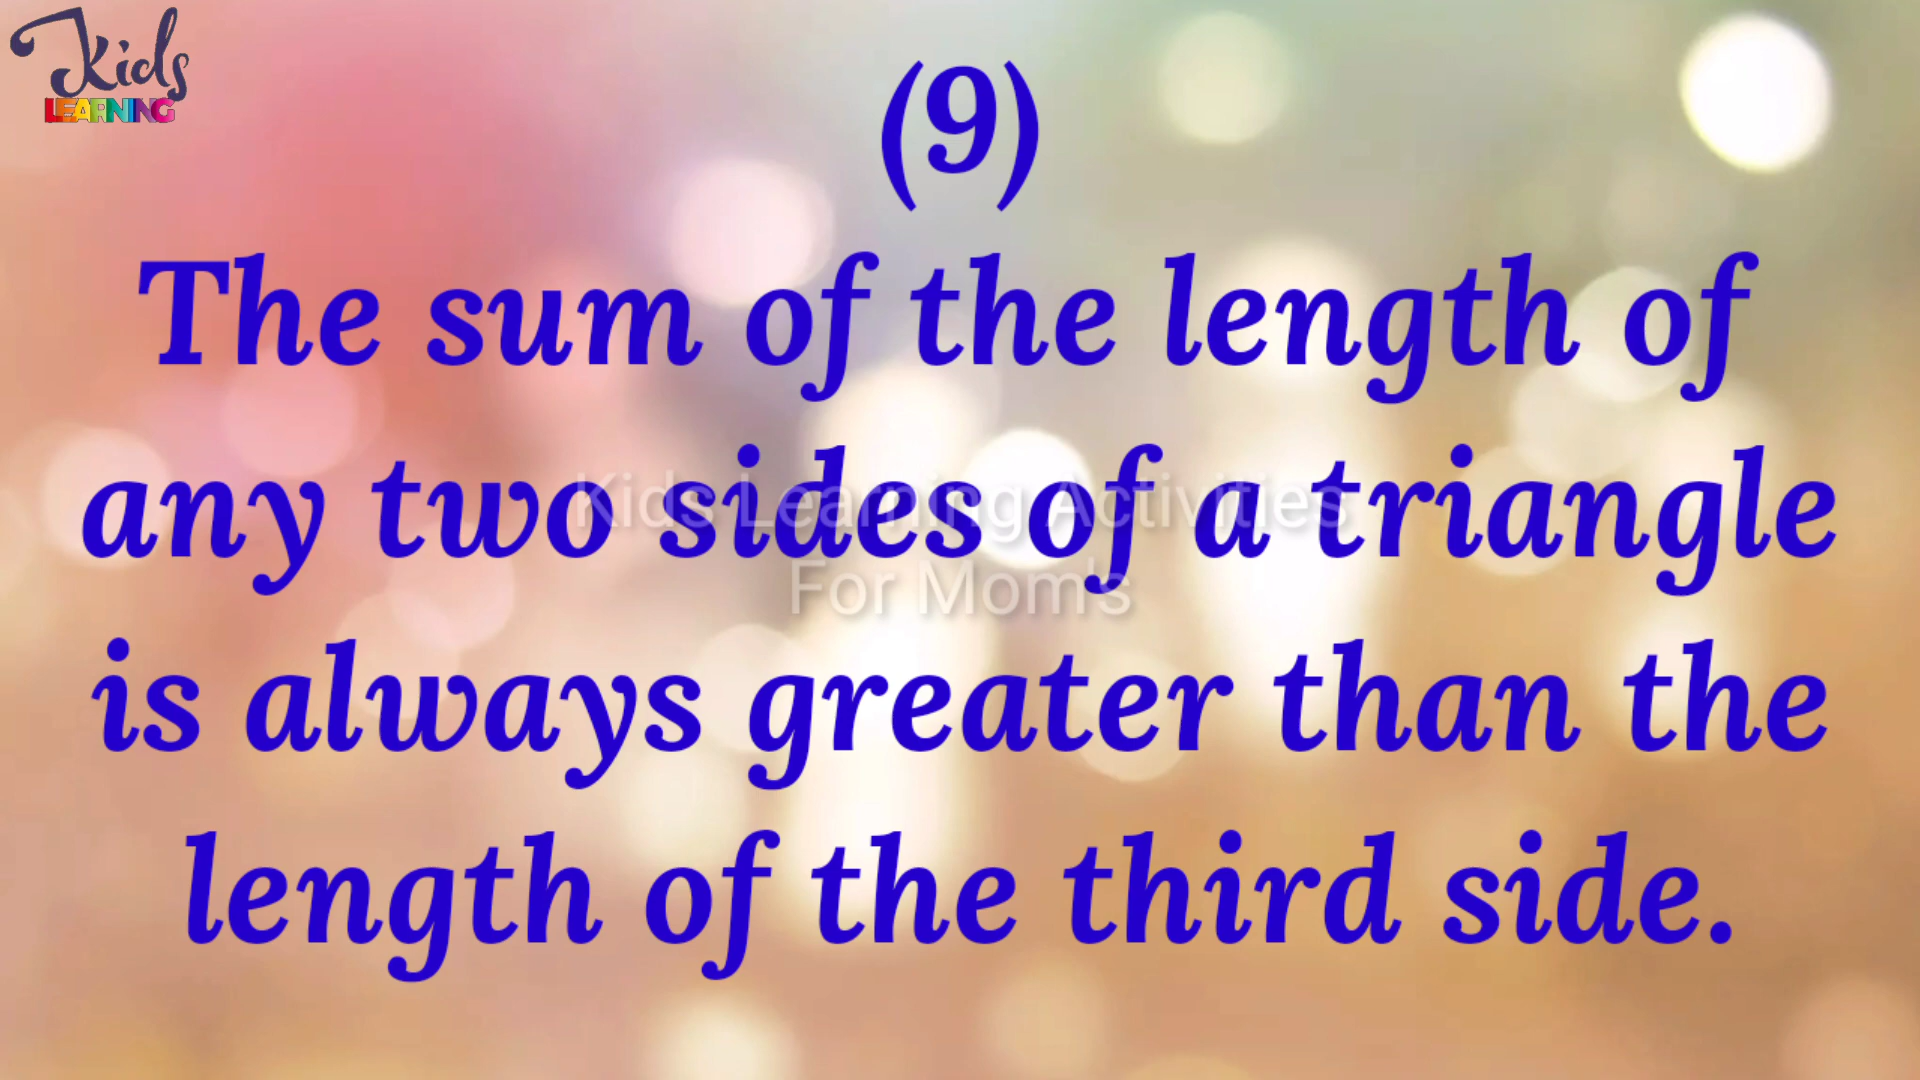 Kids
LEARNING
(9)
The sum of the length of
any two sides of a triangle
is always greater than the
length of the third side.
Kids Learning Activities
For Mom's